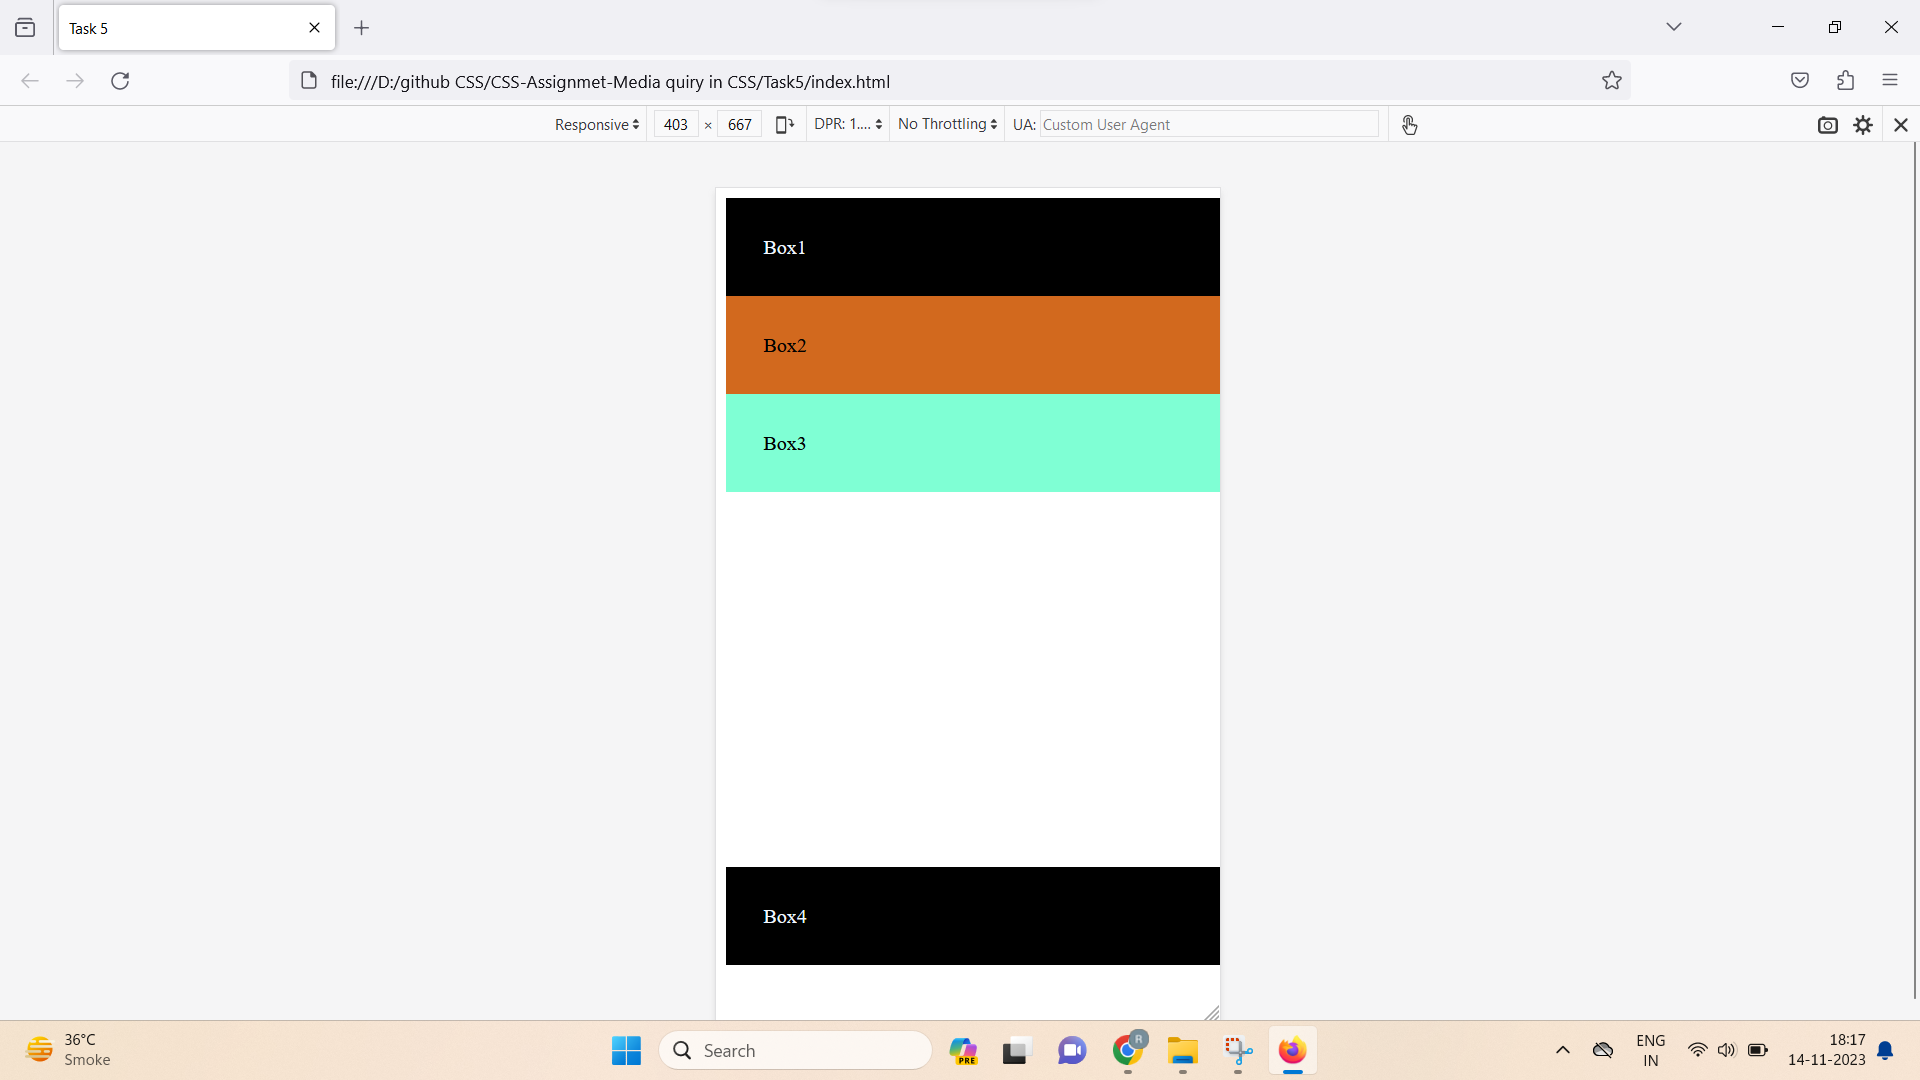 Task 5
file:///D:/github CSS/CSS-Assignmet-Media quiry in CSS/Task5/index.html
Responsive 403 × 667 DPR: 1.... No Throttling UA: Custom User Agent
Box1
Box2
Box3
Box4
36°C
Smoke
Search
PRE
R
ENG
IN
18:17
14-11-2023